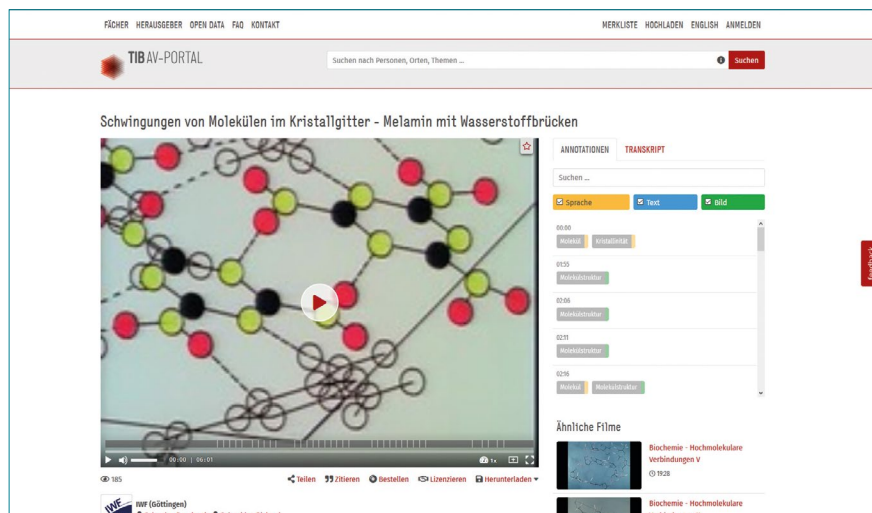 FÄCHER HERAUSGEBER OPEN DATA FAQ KONTAKT
MERKLISTE HOCHLADEN ENGLISH ANMELDEN
TIB AV-PORTAL
Suchen nach Personen, Orten, Themen ...
Suchen
Schwingungen von Molekülen im Kristallgitter - Melamin mit Wasserstoffbrücken
ANNOTATIONEN TRANSKRIPT
Suchen ...
Sprache Text Bild
00:00
Molekül Kristallinität
01:55
Molekülstruktur
02:06
Molekülstruktur
02:11
Molekülstruktur
02:16
Molekül Molekülstruktur
feedback
00:00 | 06:01
1x
185
Teilen Zitieren Bestellen Lizenzieren Herunterladen
IWF
IWF (Göttingen)
Ähnliche Filme
Biochemie - Hochmolekulare
Verbindungen V
19:28
Biochemie - Hochmolekulare